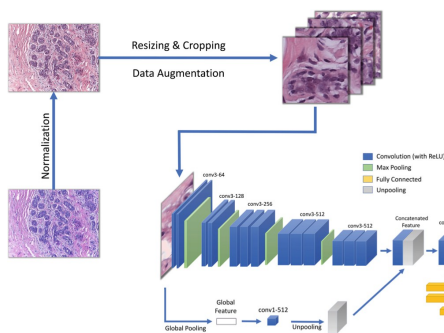 Resizing & Cropping
Data Augmentation
Normalization
Convolution (with ReLU)
Max Pooling
Fully Connected
Unpooling
conv3-64
conv3-128
conv3-256
conv3-512
conv3-512
Concatenated
Feature
Global
Feature
conv1-512
Global Pooling
Unpooling